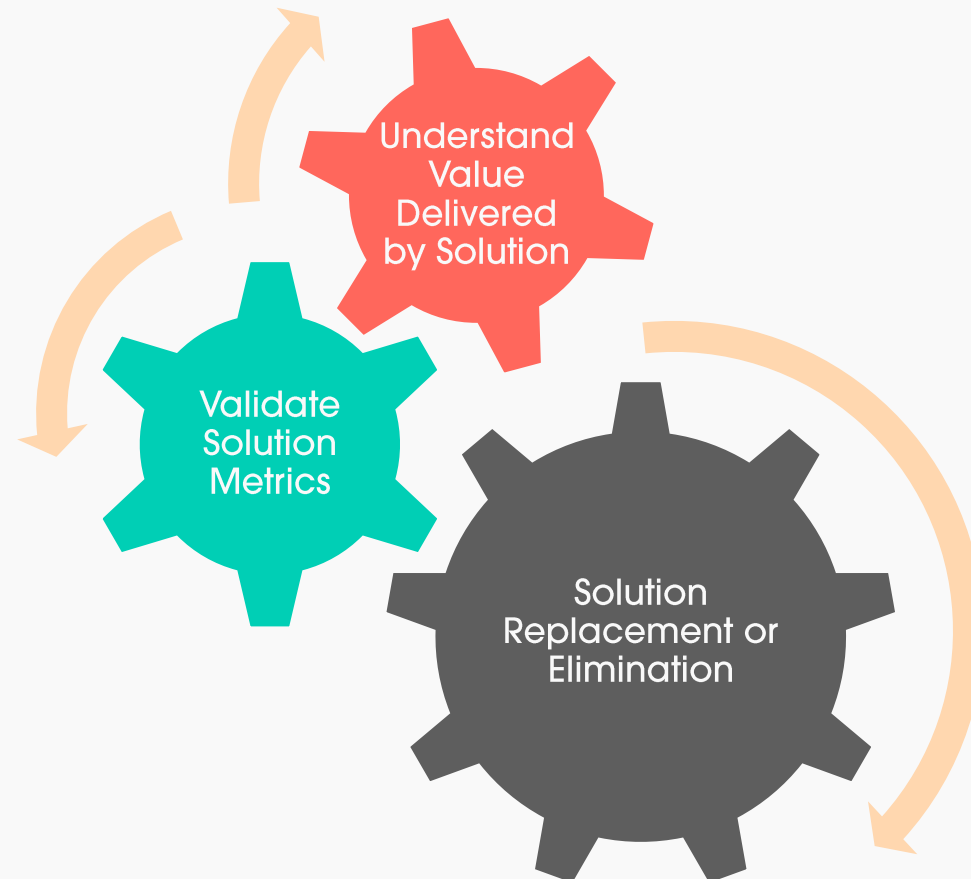 Understand
Value
Delivered
by Solution
Validate
Solution
Metrics
Solution
Replacement or
Elimination